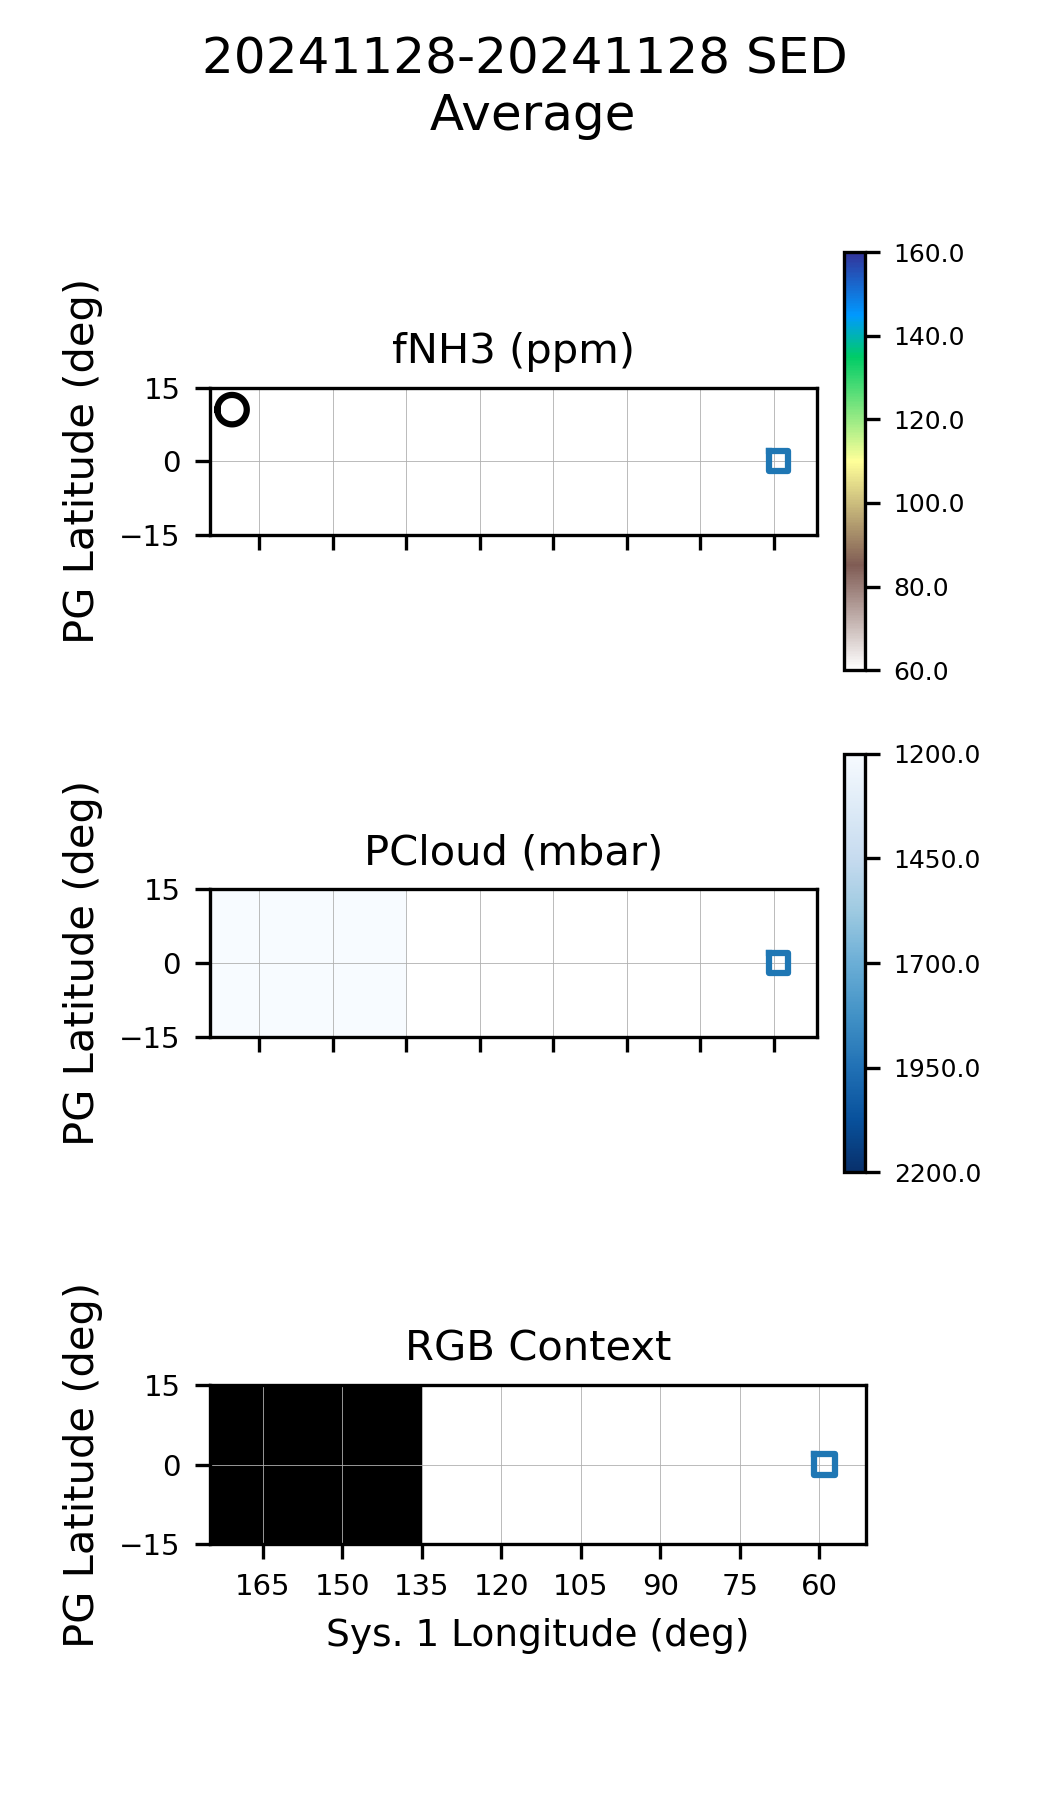 20241128-20241128 SED
Average
fNH3 (ppm)
PG Latitude (deg)
15
0
−15
160.0
140.0
120.0
100.0
80.0
60.0
PCloud (mbar)
PG Latitude (deg)
15
0
−15
1200.0
1450.0
1700.0
1950.0
2200.0
RGB Context
PG Latitude (deg)
15
0
−15
165 150 135 120 105 90 75 60
Sys. 1 Longitude (deg)